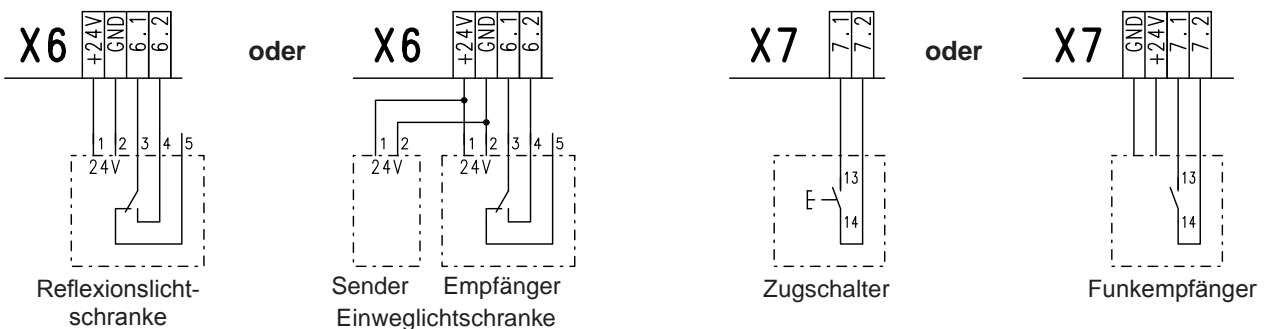 X6 +24V GND 6.1 6.2
oder
X6 +24V GND 6.1 6.2
X7 7.1 7.2
oder
X7 GND +24V 7.1 7.2
1 2 3 4 5
24V
1 2
24V
1 2 3 4 5
24V
13
14
13
14
Reflexionslicht-
schranke
Sender Empfänger
Einweglichtschranke
Zugschalter
Funkempfänger